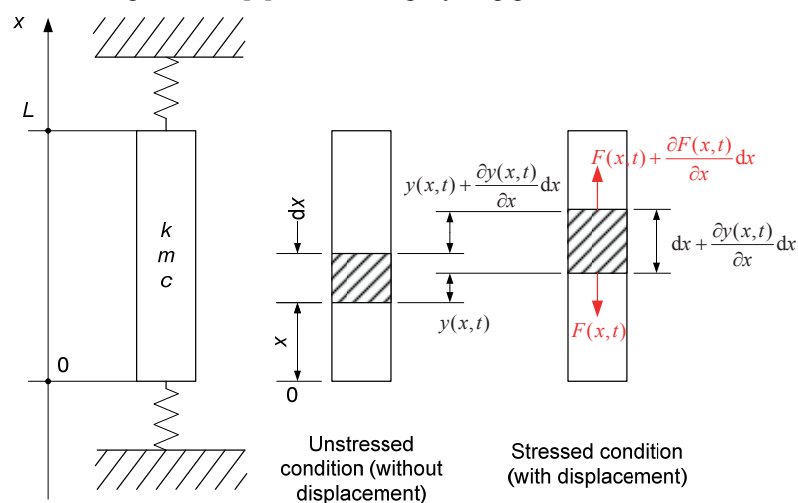 x
L
k
m
c
0
dx
x
0
y(x,t) + ∂y(x,t)/∂x dx
y(x,t)
F(x,t) + ∂F(x,t)/∂x dx
dx + ∂y(x,t)/∂x dx
F(x,t)
Unstressed
condition (without
displacement)
Stressed condition
(with displacement)